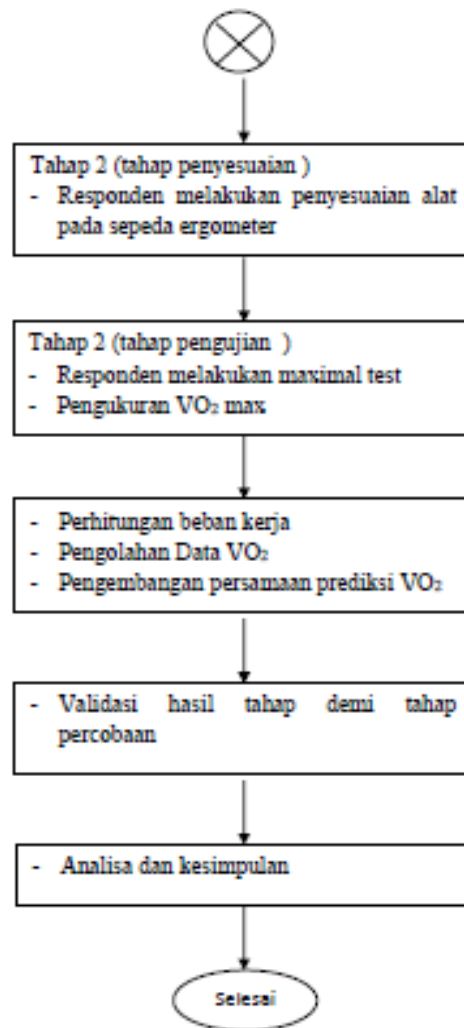 Tahap 2 (tahap penyesuaian )
- Responden melakukan penyesuaian alat
pada sepeda ergometer
Tahap 2 (tahap pengujian  )
- Responden melakukan maximal test
- Pengukuran VO₂ max
- Perhitungan beban kerja
- Pengolahan Data VO₂
- Pengembangan persamaan prediksi VO₂
- Validasi hasil tahap demi tahap
percobaan
- Analisa dan kesimpulan
Selesai